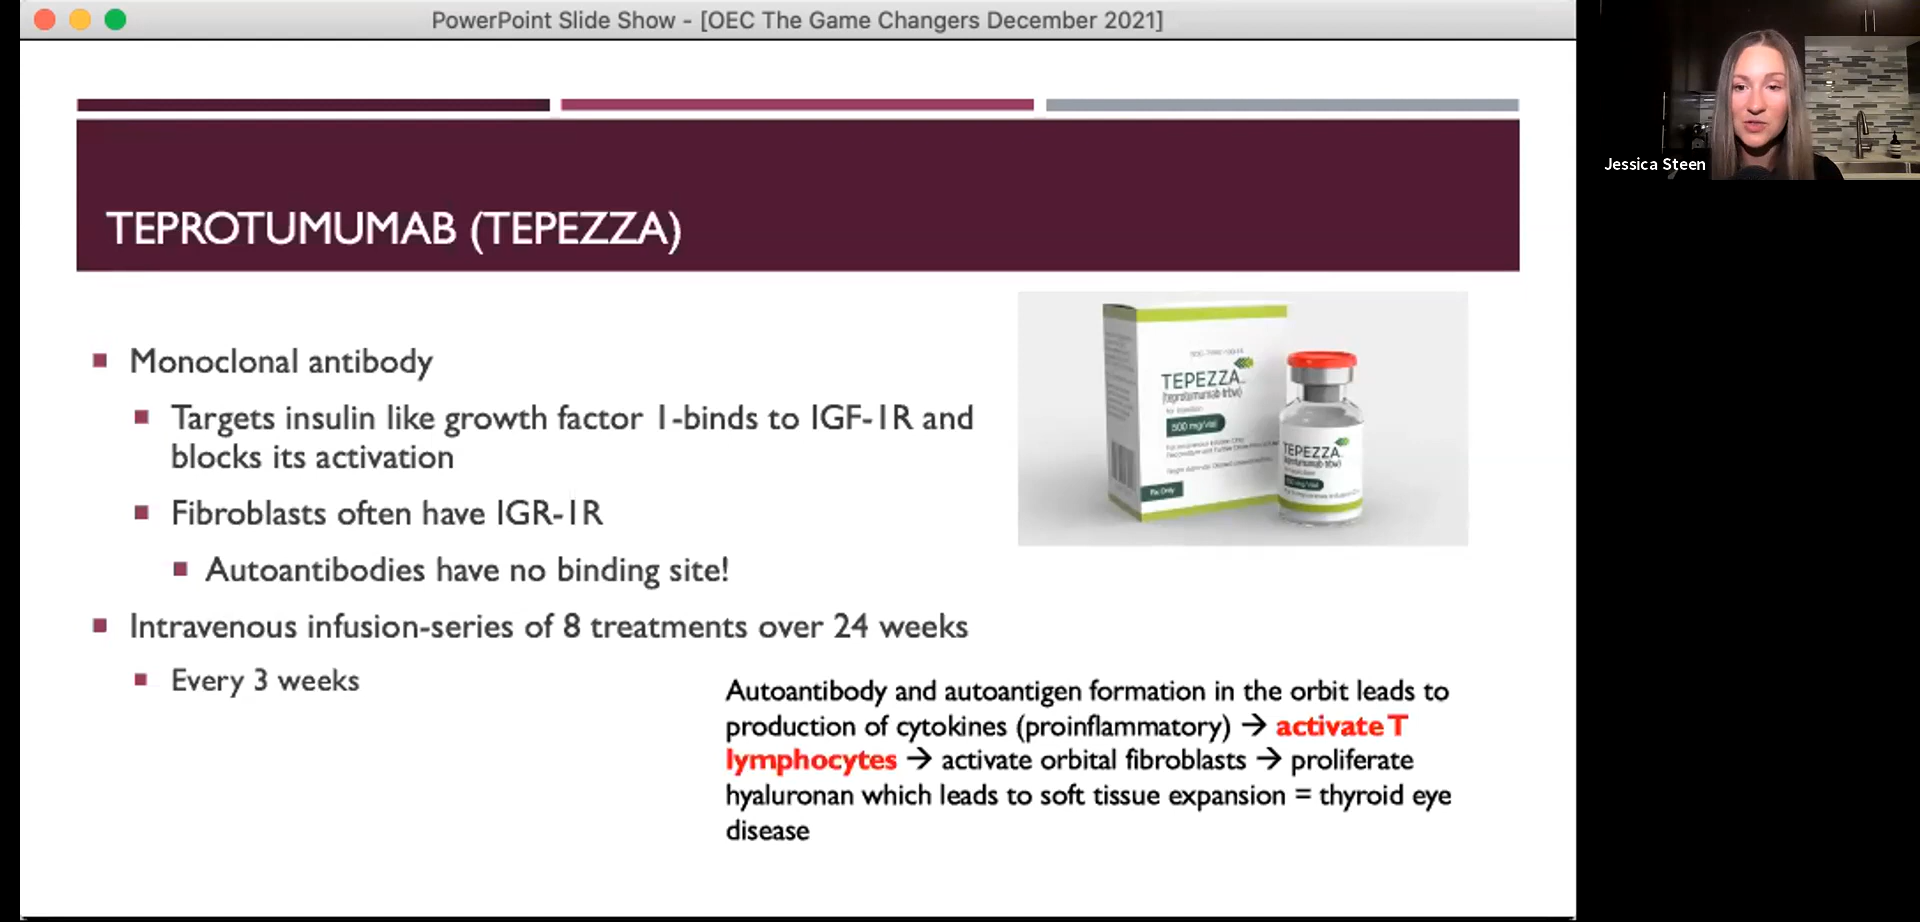 PowerPoint Slide Show - [OEC The Game Changers December 2021]
Jessica Steen
TEPROTUMUMAB (TEPEZZA)
Monoclonal antibody
Targets insulin like growth factor 1-binds to IGF-1R and
blocks its activation
Fibroblasts often have IGR-1R
Autoantibodies have no binding site!
Intravenous infusion-series of 8 treatments over 24 weeks
Every 3 weeks
TEPEZZA
500 mg/vial
Rx Only
TEPEZZA
Autoantibody and autoantigen formation in the orbit leads to
production of cytokines (proinflammatory) → activate T
lymphocytes → activate orbital fibroblasts → proliferate
hyaluronan which leads to soft tissue expansion = thyroid eye
disease